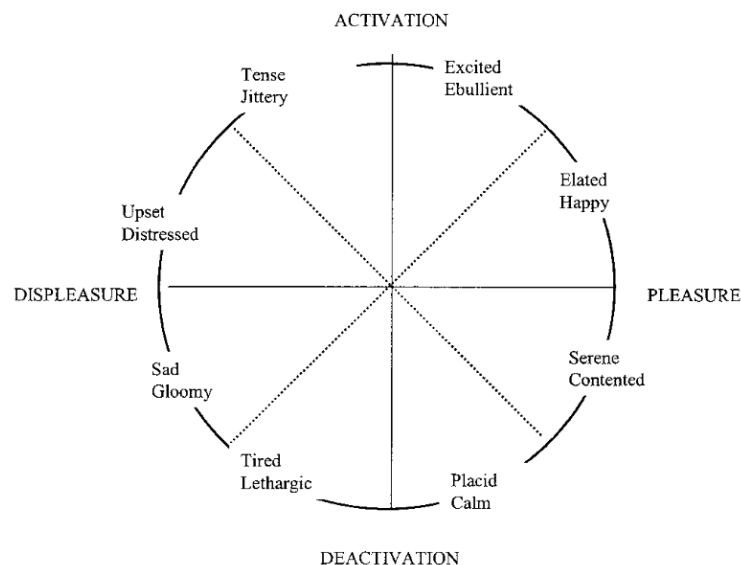 ACTIVATION
Tense
Jittery
Excited
Ebullient
Elated
Happy
Upset
Distressed
DISPLEASURE
PLEASURE
Sad
Gloomy
Serene
Contented
Tired
Lethargic
Placid
Calm
DEACTIVATION